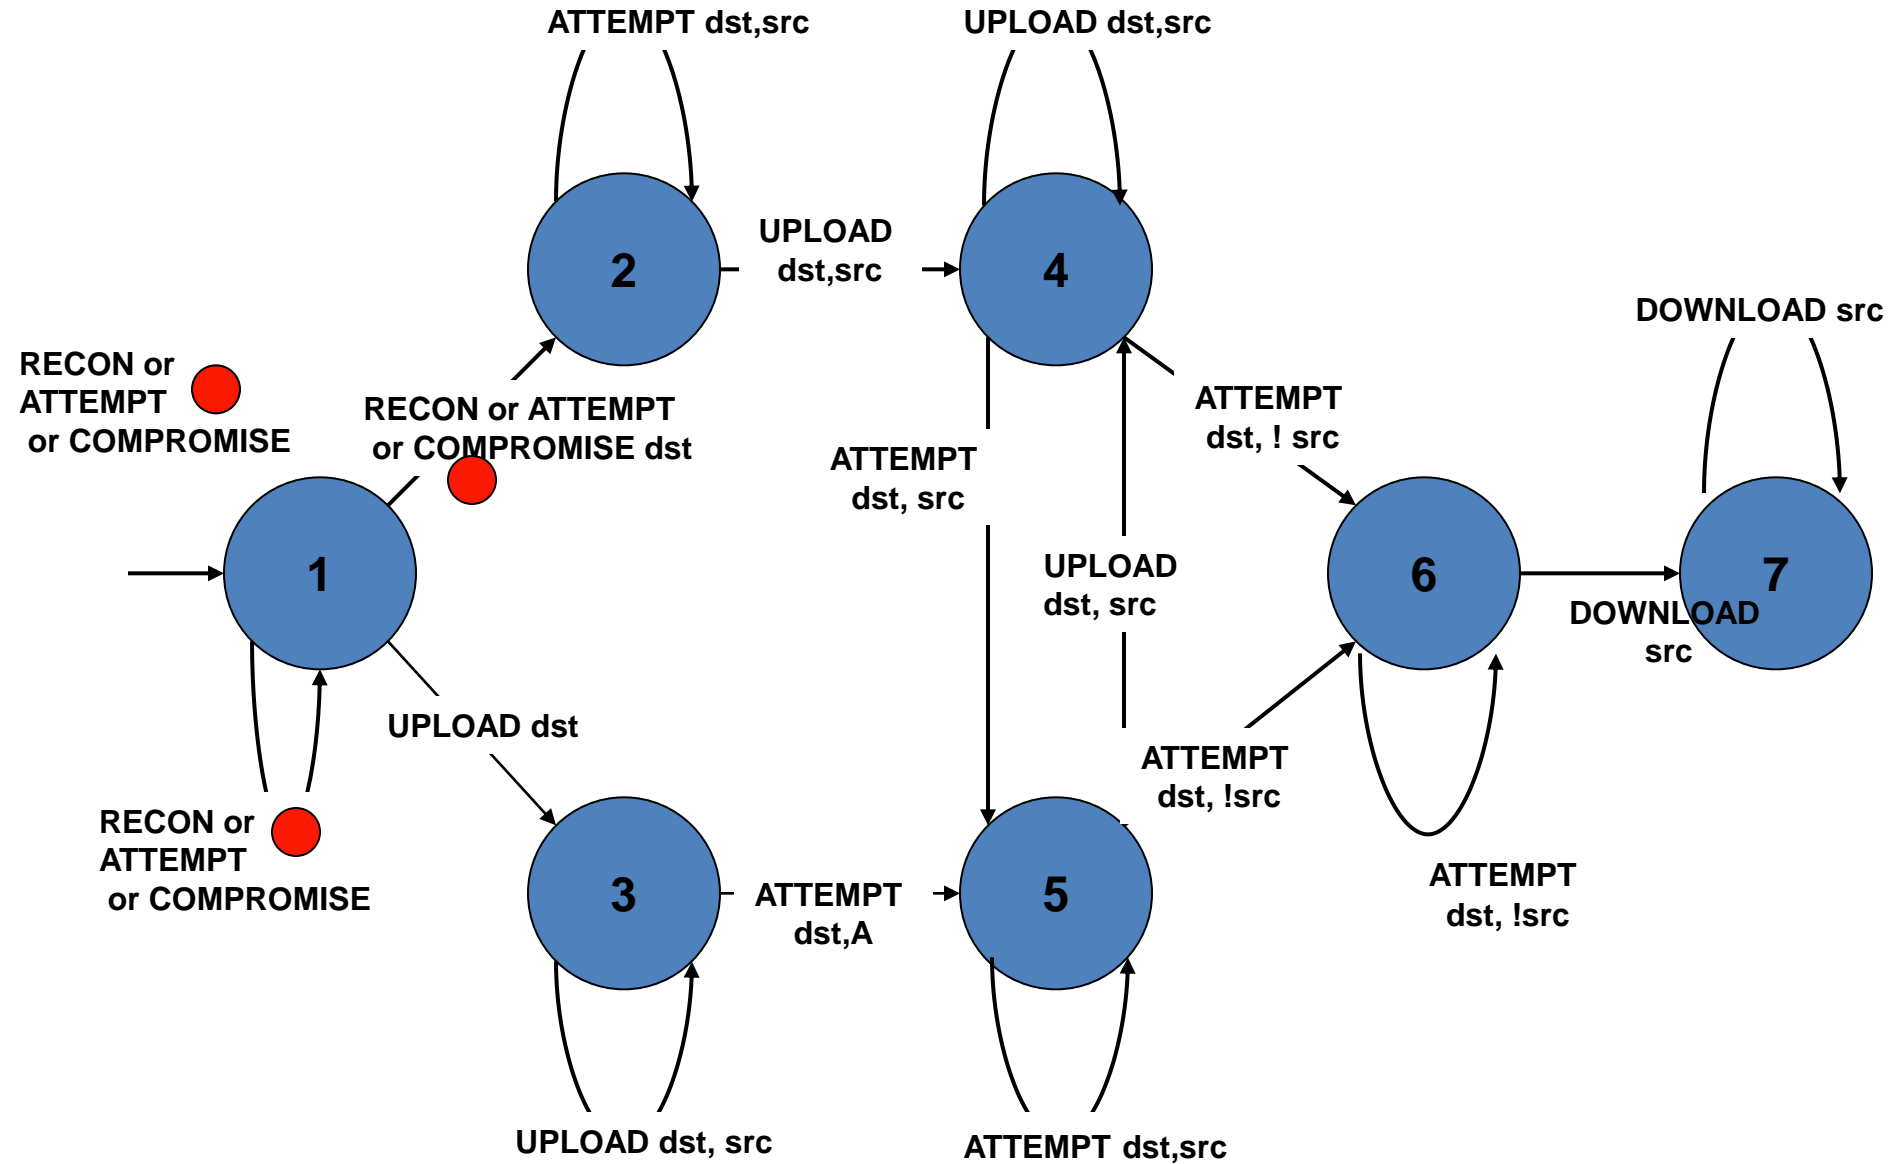 ATTEMPT dst,src
UPLOAD dst,src
UPLOAD
dst,src
2
4
DOWNLOAD src
RECON or
ATTEMPT
or COMPROMISE
RECON or ATTEMPT
or COMPROMISE dst
ATTEMPT
dst, ! src
ATTEMPT
dst, src
1
UPLOAD
dst, src
6
7
DOWNLOAD
src
UPLOAD dst
ATTEMPT
dst, !src
RECON or
ATTEMPT
or COMPROMISE
3
ATTEMPT
dst,A
5
ATTEMPT
dst, !src
UPLOAD dst, src
ATTEMPT dst,src